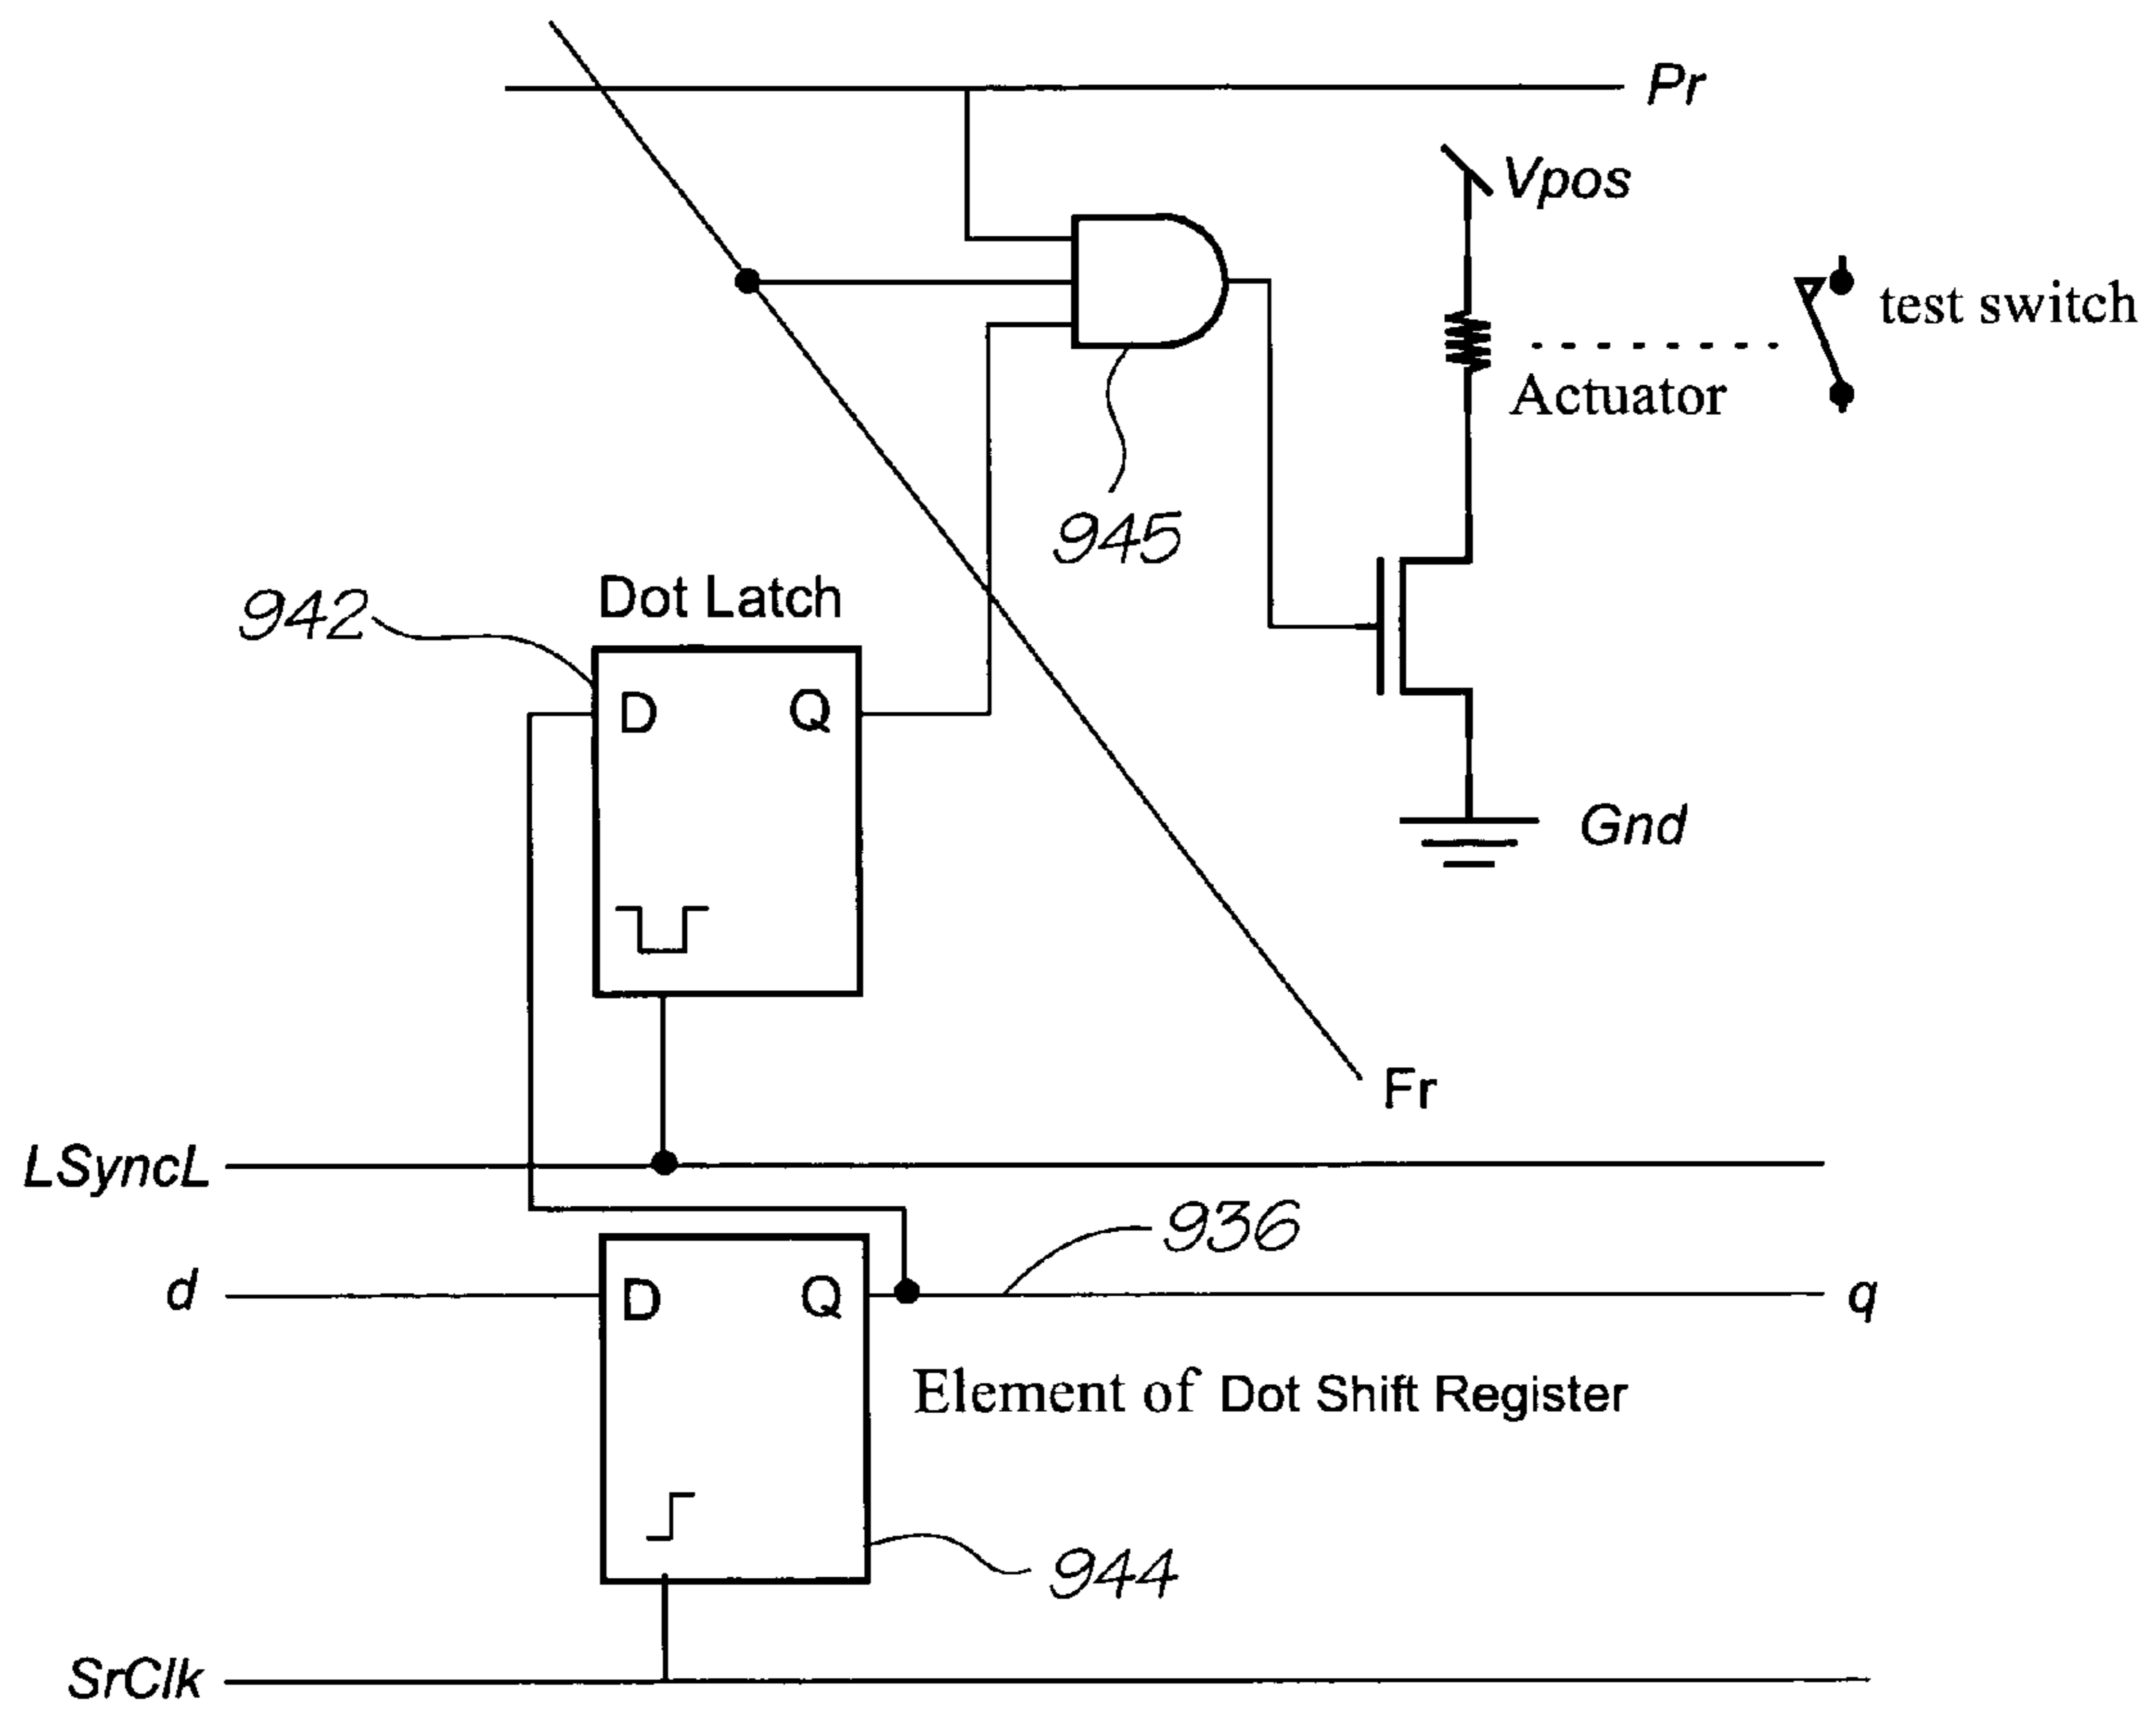 Pr
Vpos
test switch
Actuator
945
942
Dot Latch
D
Q
Gnd
Fr
LSyncL
936
d
D
Q
q
Element of Dot Shift Register
944
SrClk